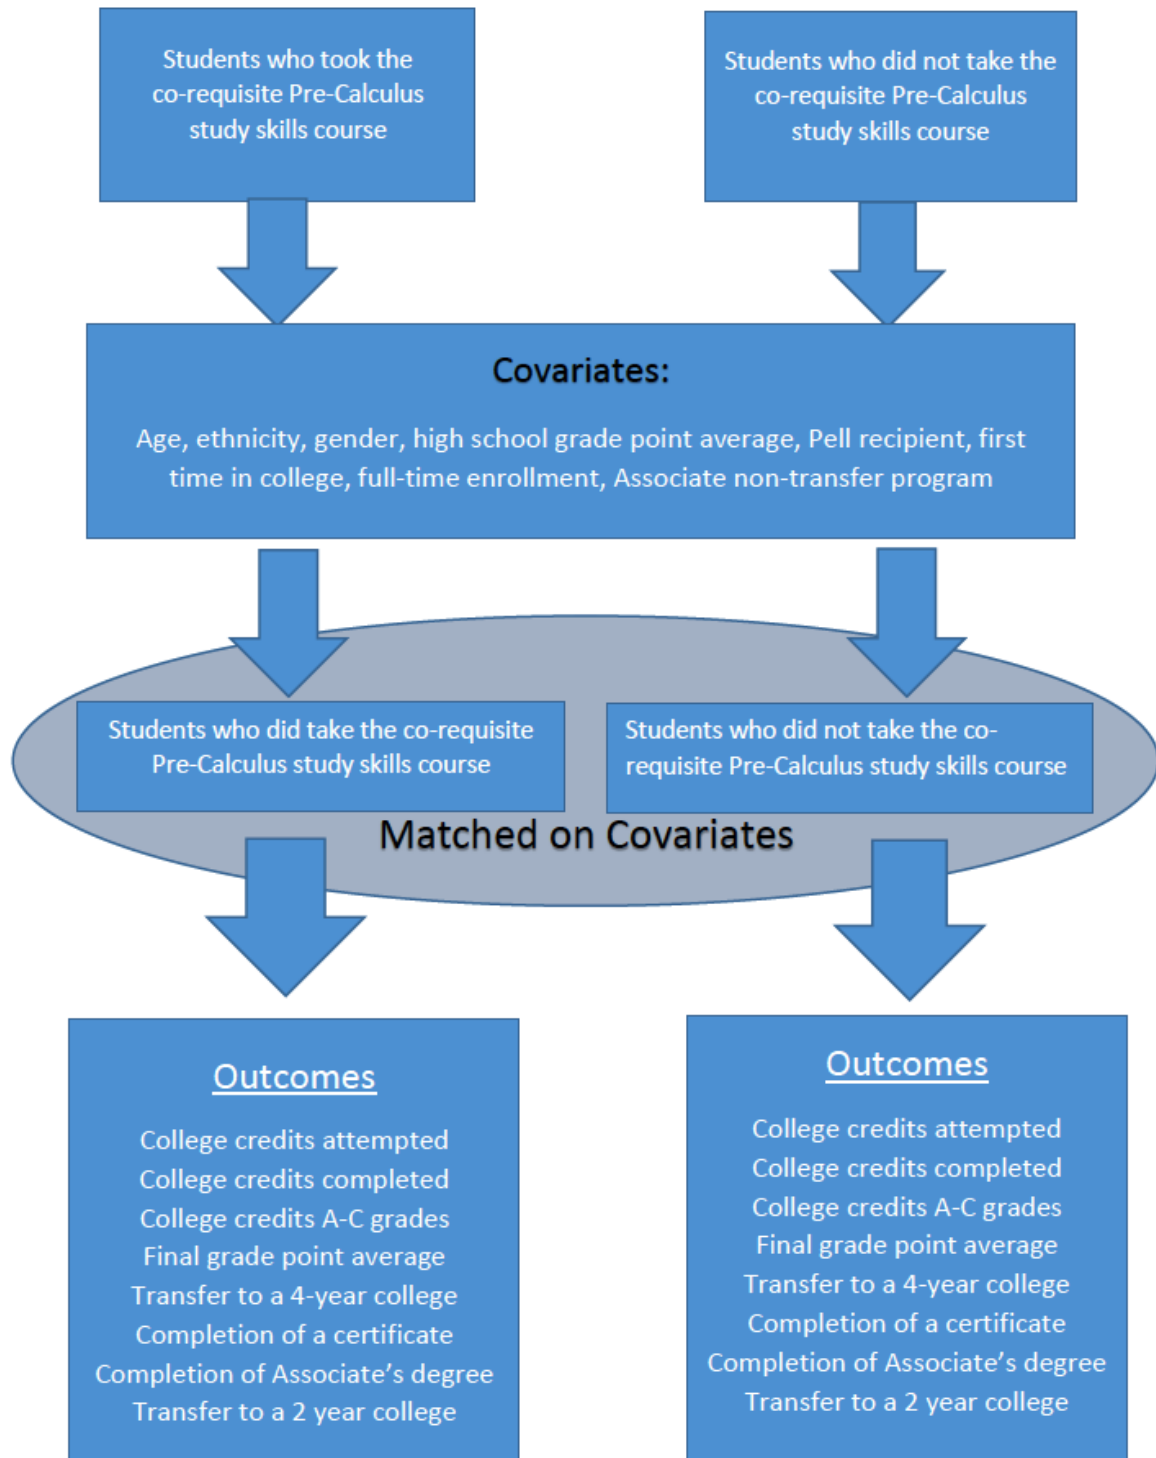 Students who took the
co-requisite Pre-Calculus
study skills course
Students who did not take the
co-requisite Pre-Calculus
study skills course
Covariates:
Age, ethnicity, gender, high school grade point average, Pell recipient, first
time in college, full-time enrollment, Associate non-transfer program
Students who did take the co-requisite
Pre-Calculus study skills course
Students who did not take the co-
requisite Pre-Calculus study skills course
Matched on Covariates
Outcomes
College credits attempted
College credits completed
College credits A-C grades
Final grade point average
Transfer to a 4-year college
Completion of a certificate
Completion of Associate’s degree
Transfer to a 2 year college
Outcomes
College credits attempted
College credits completed
College credits A-C grades
Final grade point average
Transfer to a 4-year college
Completion of a certificate
Completion of Associate’s degree
Transfer to a 2 year college